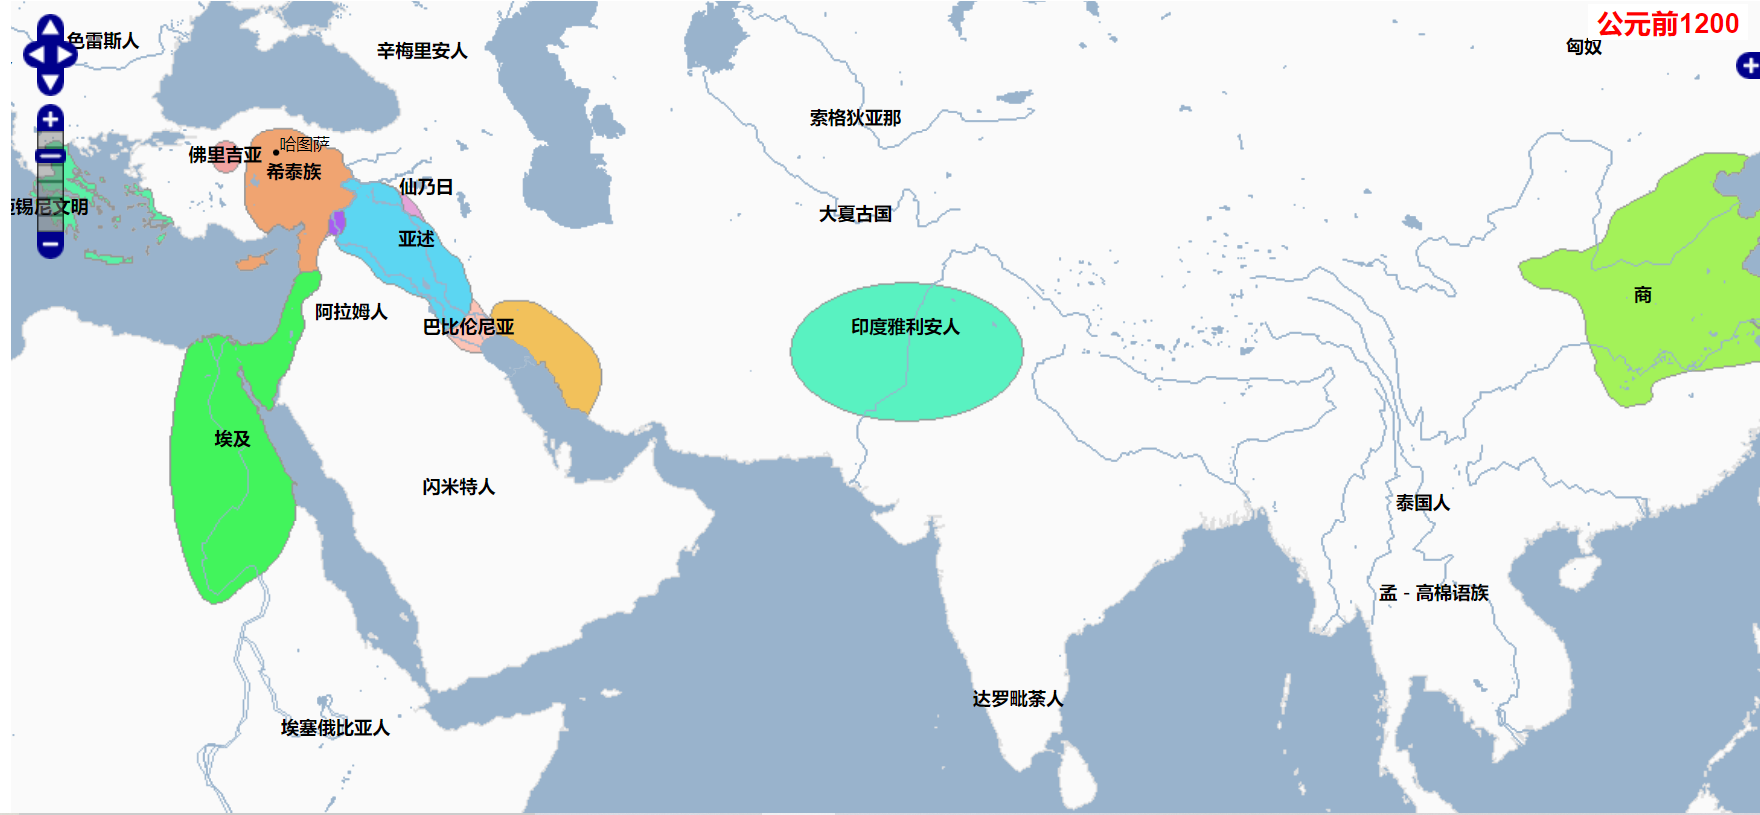 公元前1200
色雷斯人
辛梅里安人
匈奴
索格狄亚那
哈图萨
佛里吉亚
希泰族
仙乃日
锡尼文明
大夏古国
亚述
商
阿拉姆人
巴比伦尼亚
印度雅利安人
埃及
闪米特人
泰国人
孟 - 高棉语族
达罗毗荼人
埃塞俄比亚人